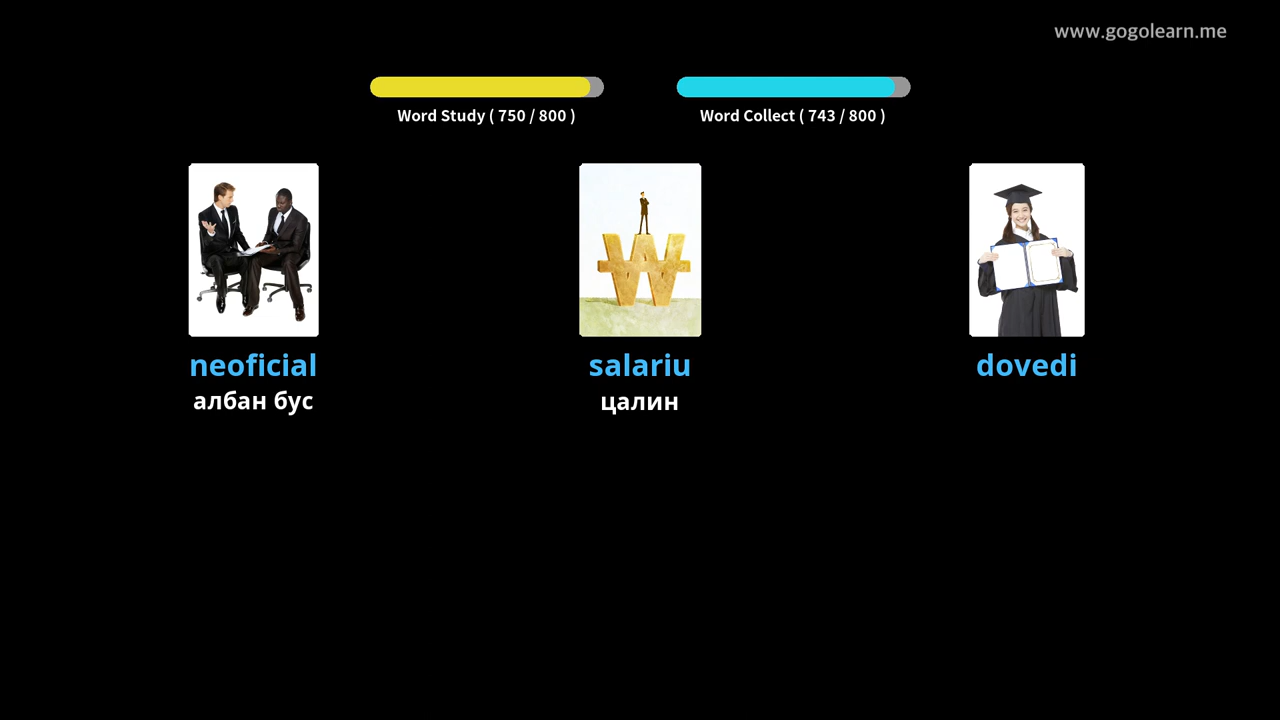 www.gogolearn.me
Word Study ( 750 / 800 )
Word Collect ( 743 / 800 )
neoficial
албан бус
salariu
цалин
dovedi